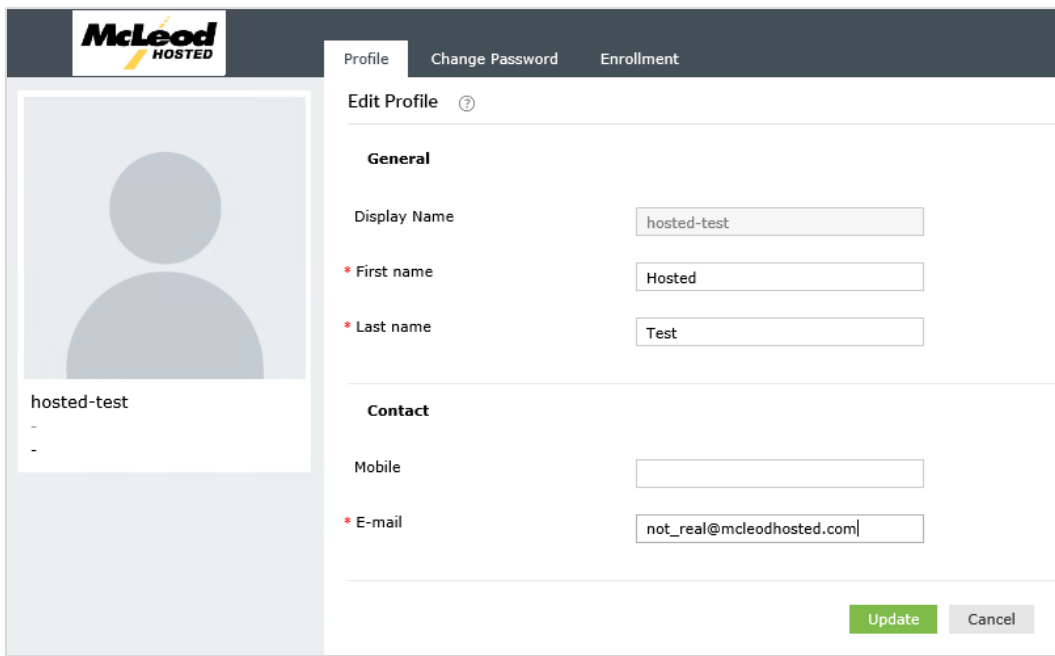 McLeod
HOSTED
Profile Change Password Enrollment
Edit Profile ?
General
Display Name hosted-test
* First name Hosted
* Last name Test
hosted-test
-
-
Contact
Mobile
* E-mail not_real@mcleodhosted.com
Update Cancel